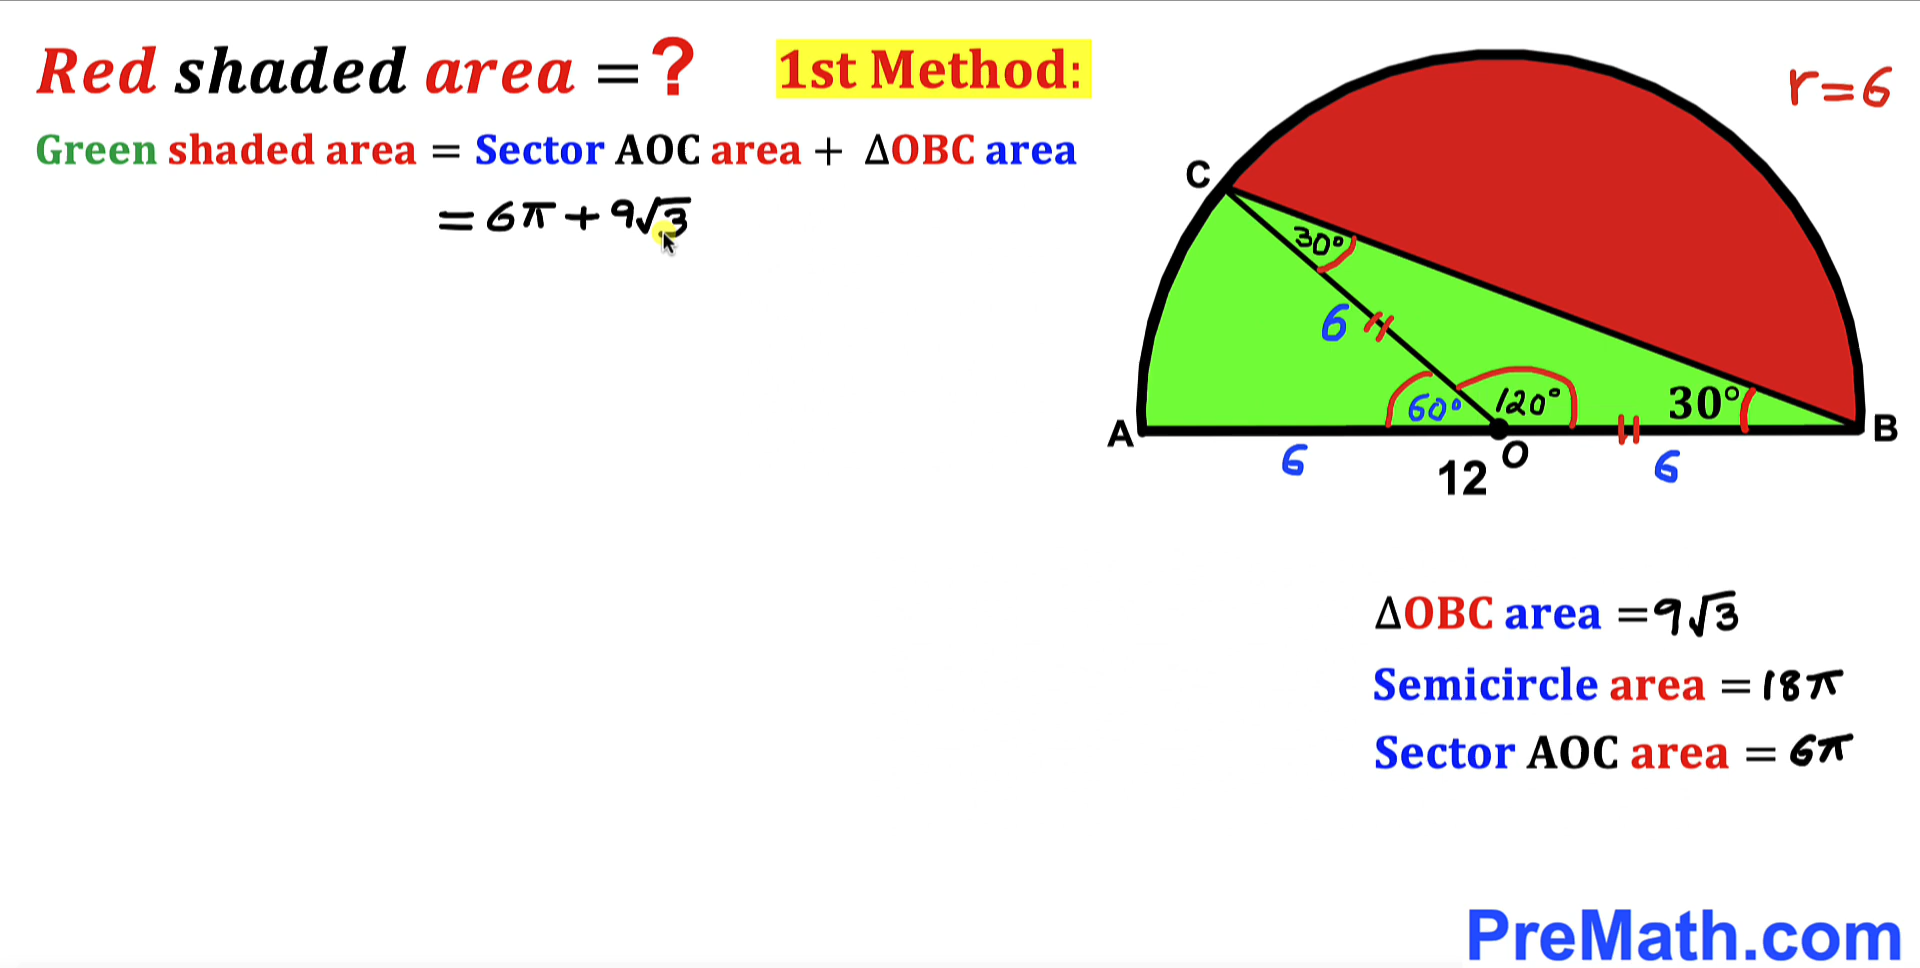 Red shaded area = ?
1st Method:
r=6
Green shaded area = Sector AOC area + ΔOBC area
= 6π + 9√3
C
30°
6
60°
120°
30°
A
B
6
12
O
6
ΔOBC area = 9√3
Semicircle area = 18π
Sector AOC area = 6π
PreMath.com